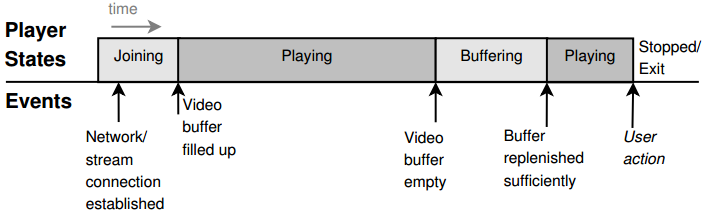 time
Player
States
Joining
Playing
Buffering
Playing
Stopped/
Exit
Events
Network/
stream
connection
established
Video
buffer
filled up
Video
buffer
empty
Buffer
replenished
sufficiently
User
action